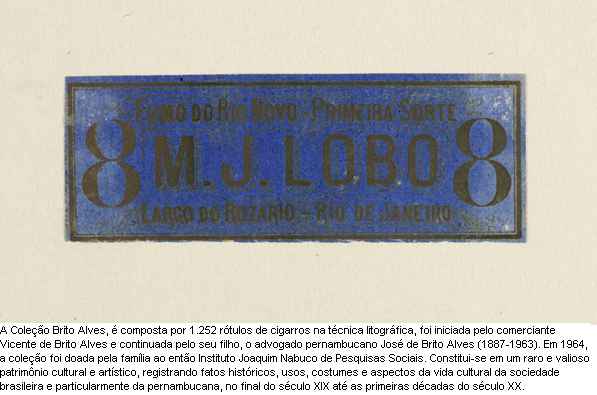 FUMO DO RIO NOVO - PRIMEIRA SORTE
8 M. J. LOBO 8
LARGO DO ROZARIO - RIO DE JANEIRO
A Coleção Brito Alves, é composta por 1.252 rótulos de cigarros na técnica litográfica, foi iniciada pelo comerciante
Vicente de Brito Alves e continuada pelo seu filho, o advogado pernambucano José de Brito Alves (1887-1963). Em 1964,
a coleção foi doada pela família ao então Instituto Joaquim Nabuco de Pesquisas Sociais. Constitui-se em um raro e valioso
patrimônio cultural e artístico, registrando fatos históricos, usos, costumes e aspectos da vida cultural da sociedade
brasileira e particularmente da pernambucana, no final do século XIX até as primeiras décadas do século XX.